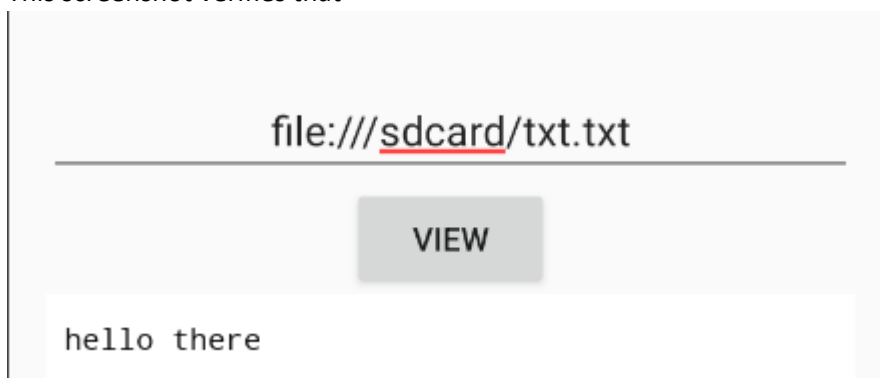 This screenshot verifies that
file:///sdcard/txt.txt
VIEW
hello there